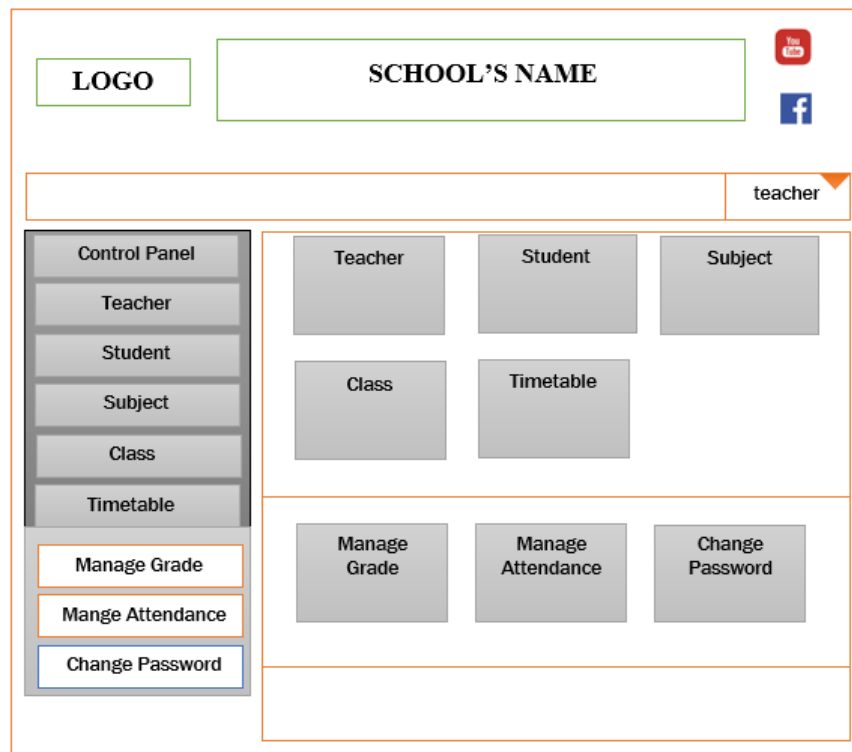 LOGO
SCHOOL'S NAME
You
Tube
f
teacher
Control Panel
Teacher
Student
Subject
Class
Timetable
Manage Grade
Mange Attendance
Change Password
Teacher
Student
Subject
Class
Timetable
Manage
Grade
Manage
Attendance
Change
Password